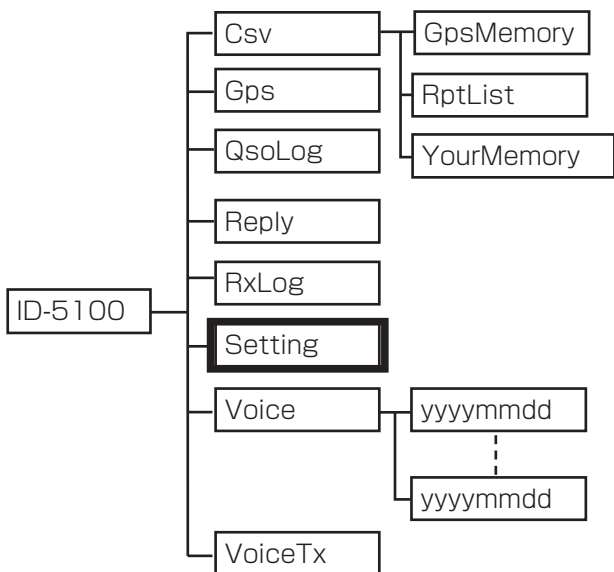 Csv
GpsMemory
Gps
RptList
QsoLog
YourMemory
Reply
RxLog
ID-5100
Setting
Voice
yyyymmdd
yyyymmdd
VoiceTx